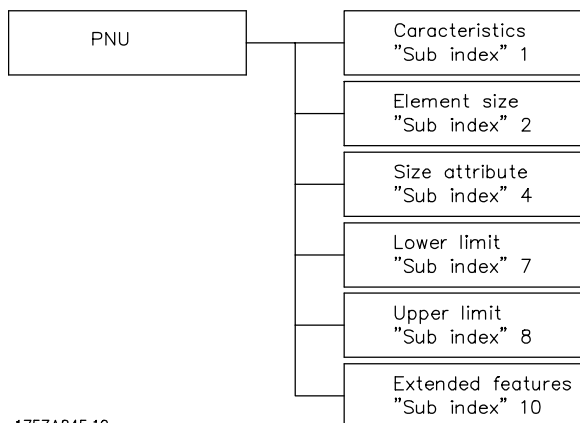 PNU
Caracteristics
"Sub index" 1
Element size
"Sub index" 2
Size attribute
"Sub index" 4
Lower limit
"Sub index" 7
Upper limit
"Sub index" 8
Extended features
"Sub index" 10